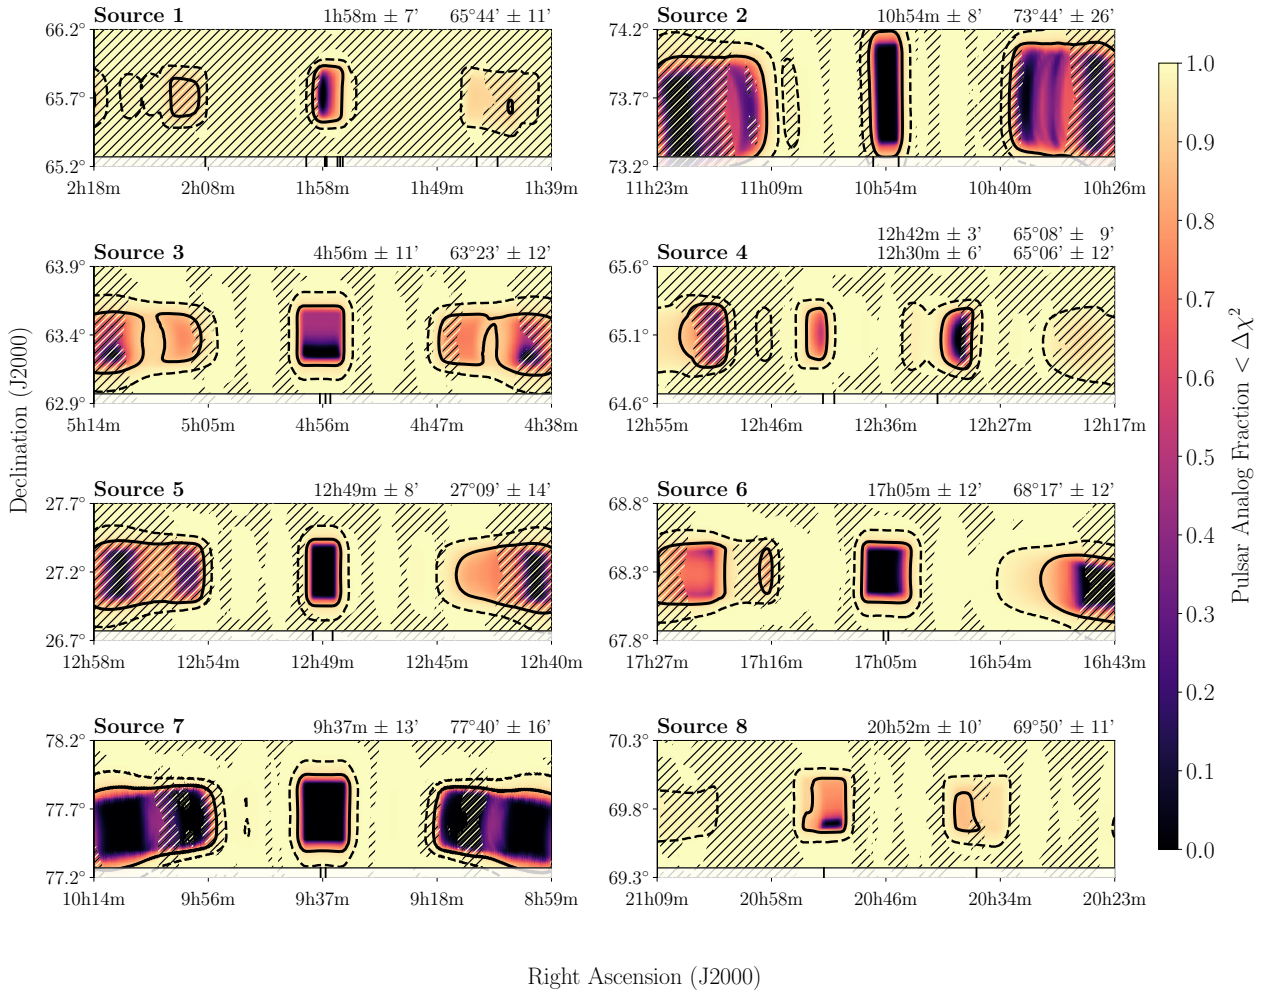 Source 1 1h58m ± 7' 65°44' ± 11'
66.2°
65.7°
65.2°
2h18m 2h08m 1h58m 1h49m 1h39m
Source 2 10h54m ± 8' 73°44' ± 26'
74.2°
73.7°
73.2°
11h23m 11h09m 10h54m 10h40m 10h26m
Source 3 4h56m ± 11' 63°23' ± 12'
63.9°
63.4°
62.9°
5h14m 5h05m 4h56m 4h47m 4h38m
12h42m ± 3' 65°08' ± 9'
Source 4 12h30m ± 6' 65°06' ± 12'
65.6°
65.1°
64.6°
12h55m 12h46m 12h36m 12h27m 12h17m
Source 5 12h49m ± 8' 27°09' ± 14'
27.7°
27.2°
26.7°
12h58m 12h54m 12h49m 12h45m 12h40m
Source 6 17h05m ± 12' 68°17' ± 12'
68.8°
68.3°
67.8°
17h27m 17h16m 17h05m 16h54m 16h43m
Source 7 9h37m ± 13' 77°40' ± 16'
78.2°
77.7°
77.2°
10h14m 9h56m 9h37m 9h18m 8h59m
Source 8 20h52m ± 10' 69°50' ± 11'
70.3°
69.8°
69.3°
21h09m 20h58m 20h46m 20h34m 20h23m
Declination (J2000)
Right Ascension (J2000)
1.0
0.9
0.8
0.7
0.6
0.5
0.4
0.3
0.2
0.1
0.0
Pulsar Analog Fraction < Δχ²